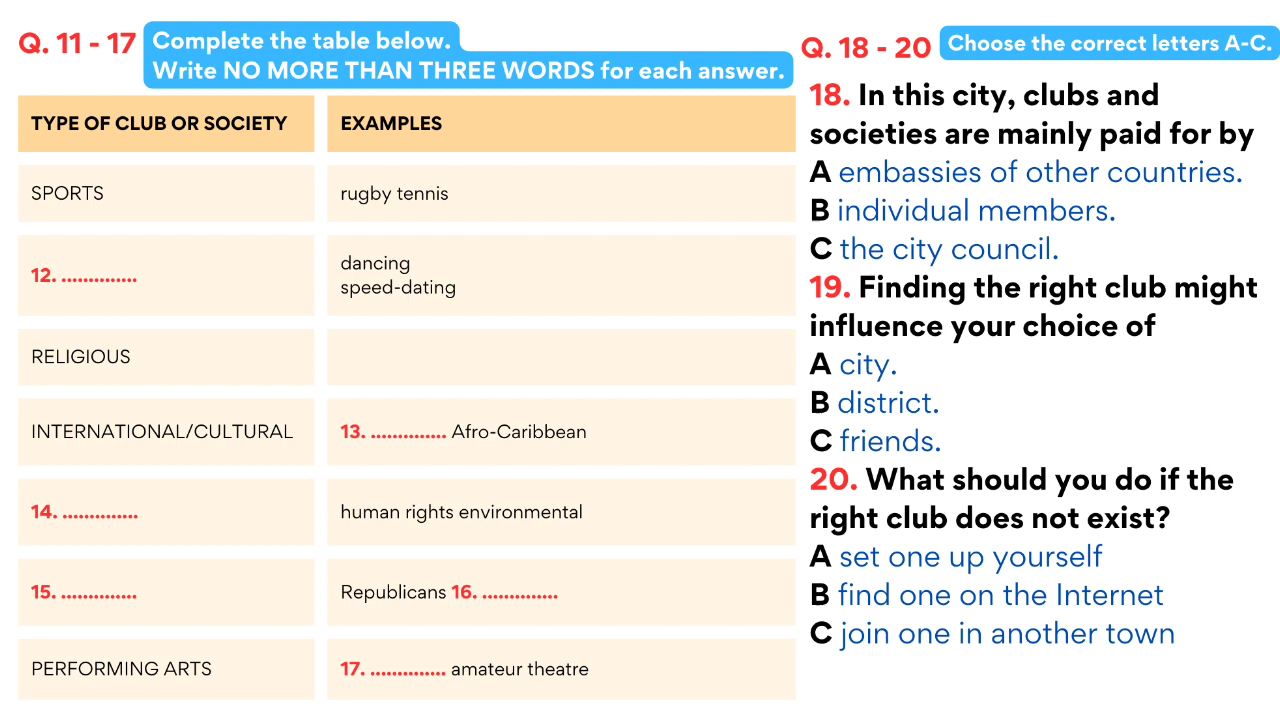 Q. 11 - 17
Complete the table below.
Write NO MORE THAN THREE WORDS for each answer.
TYPE OF CLUB OR SOCIETY
EXAMPLES
SPORTS
rugby tennis
12. ..............
dancing
speed-dating
RELIGIOUS
INTERNATIONAL/CULTURAL
13. .............. Afro-Caribbean
14. ..............
human rights environmental
15. ..............
Republicans 16. ..............
PERFORMING ARTS
17. .............. amateur theatre
Q. 18 - 20
Choose the correct letters A-C.
18. In this city, clubs and
societies are mainly paid for by
A embassies of other countries.
B individual members.
C the city council.
19. Finding the right club might
influence your choice of
A city.
B district.
C friends.
20. What should you do if the
right club does not exist?
A set one up yourself
B find one on the Internet
C join one in another town